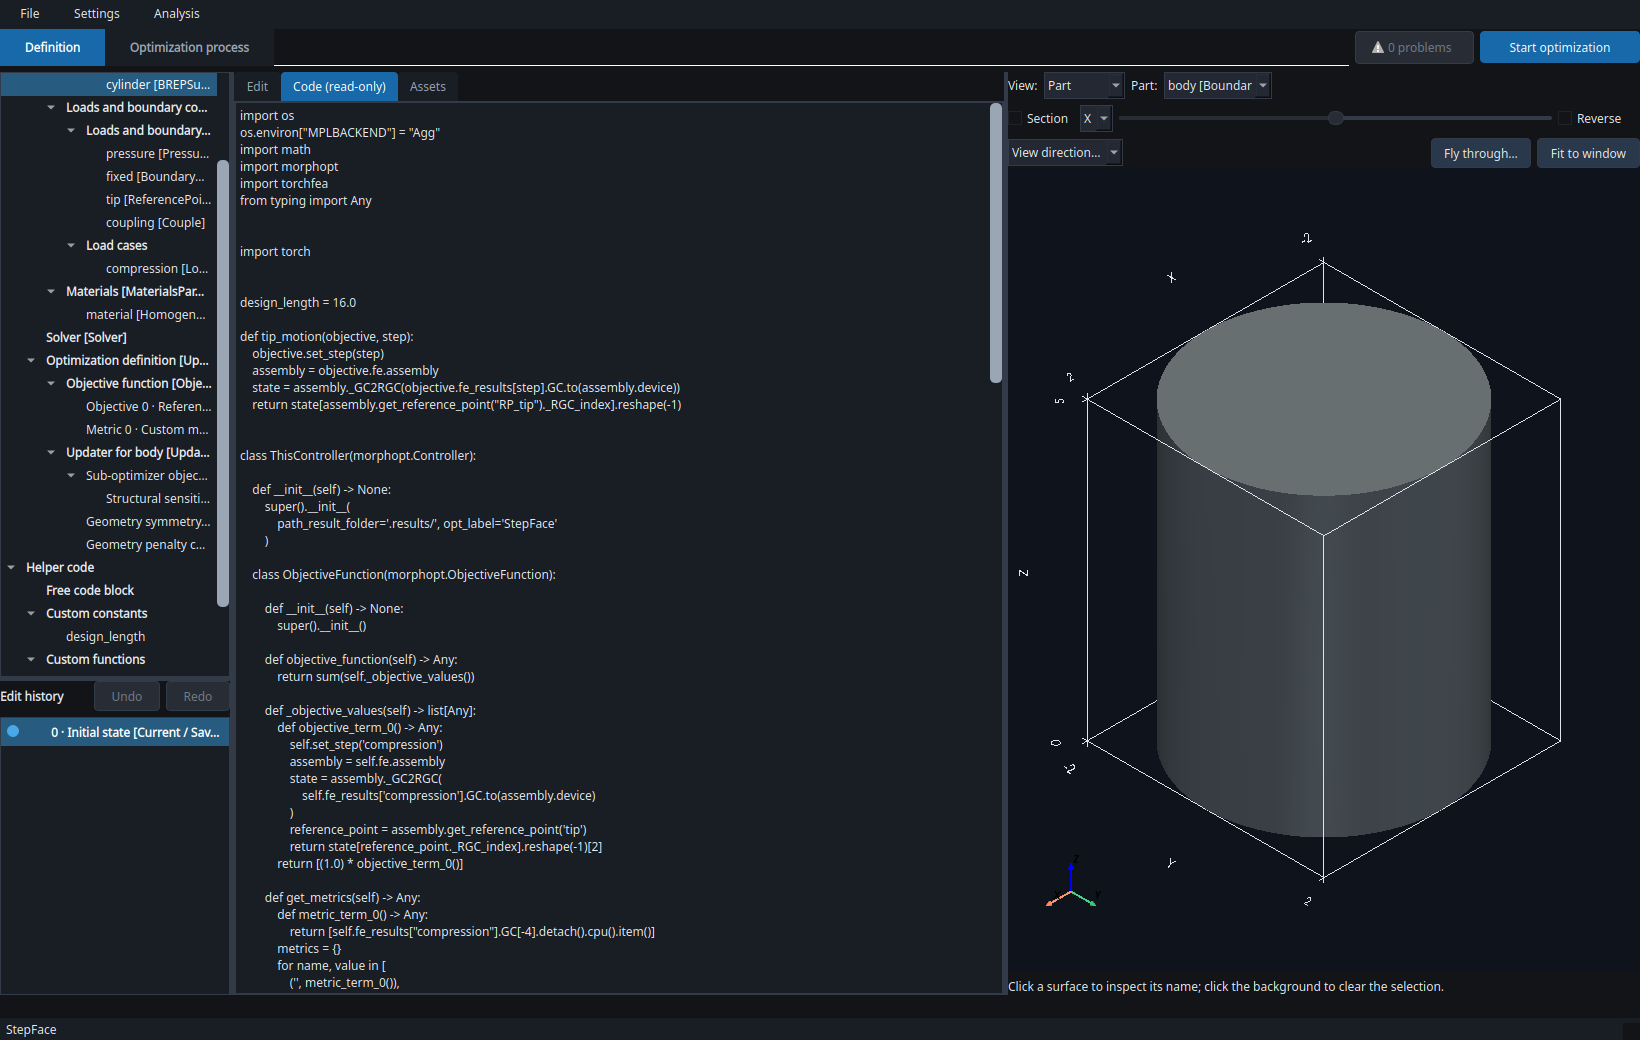 File Settings Analysis
Definition Optimization process 0 problems Start optimization
cylinder [BREPSu...
Loads and boundary co...
Loads and boundary...
pressure [Pressu...
fixed [Boundary...
tip [ReferencePoi...
coupling [Couple]
Load cases
compression [Lo...
Materials [MaterialsPar...
material [Homogen...
Solver [Solver]
Optimization definition [Up...
Objective function [Obje...
Objective 0 · Referen...
Metric 0 · Custom m...
Updater for body [Upda...
Sub-optimizer objec...
Structural sensiti...
Geometry symmetry...
Geometry penalty c...
Helper code
Free code block
Custom constants
design_length
Custom functions
Edit history Undo Redo
0 · Initial state [Current / Sav...
Edit Code (read-only) Assets
import os
os.environ["MPLBACKEND"] = "Agg"
import math
import morphopt
import torchfea
from typing import Any
import torch
design_length = 16.0
def tip_motion(objective, step):
objective.set_step(step)
assembly = objective.fe.assembly
state = assembly._GC2RGC(objective.fe_results[step].GC.to(assembly.device))
return state[assembly.get_reference_point("RP_tip")._RGC_index].reshape(-1)
class ThisController(morphopt.Controller):
def __init__(self) -> None:
super().__init__(
path_result_folder='.results/', opt_label='StepFace'
)
class ObjectiveFunction(morphopt.ObjectiveFunction):
def __init__(self) -> None:
super().__init__()
def objective_function(self) -> Any:
return sum(self._objective_values())
def _objective_values(self) -> list[Any]:
def objective_term_0() -> Any:
self.set_step('compression')
assembly = self.fe.assembly
state = assembly._GC2RGC(
self.fe_results['compression'].GC.to(assembly.device)
)
reference_point = assembly.get_reference_point('tip')
return state[reference_point._RGC_index].reshape(-1)[2]
return [(1.0) * objective_term_0()]
def get_metrics(self) -> Any:
def metric_term_0() -> Any:
return [self.fe_results["compression"].GC[-4].detach().cpu().item()]
metrics = {}
for name, value in [
('', metric_term_0()),
View: Part Part: body [Boundar
Section X Reverse
View direction... Fly through... Fit to window
-2
X
2
5
Z
0
-2
Z
Y
Y
2
Click a surface to inspect its name; click the background to clear the selection.
StepFace